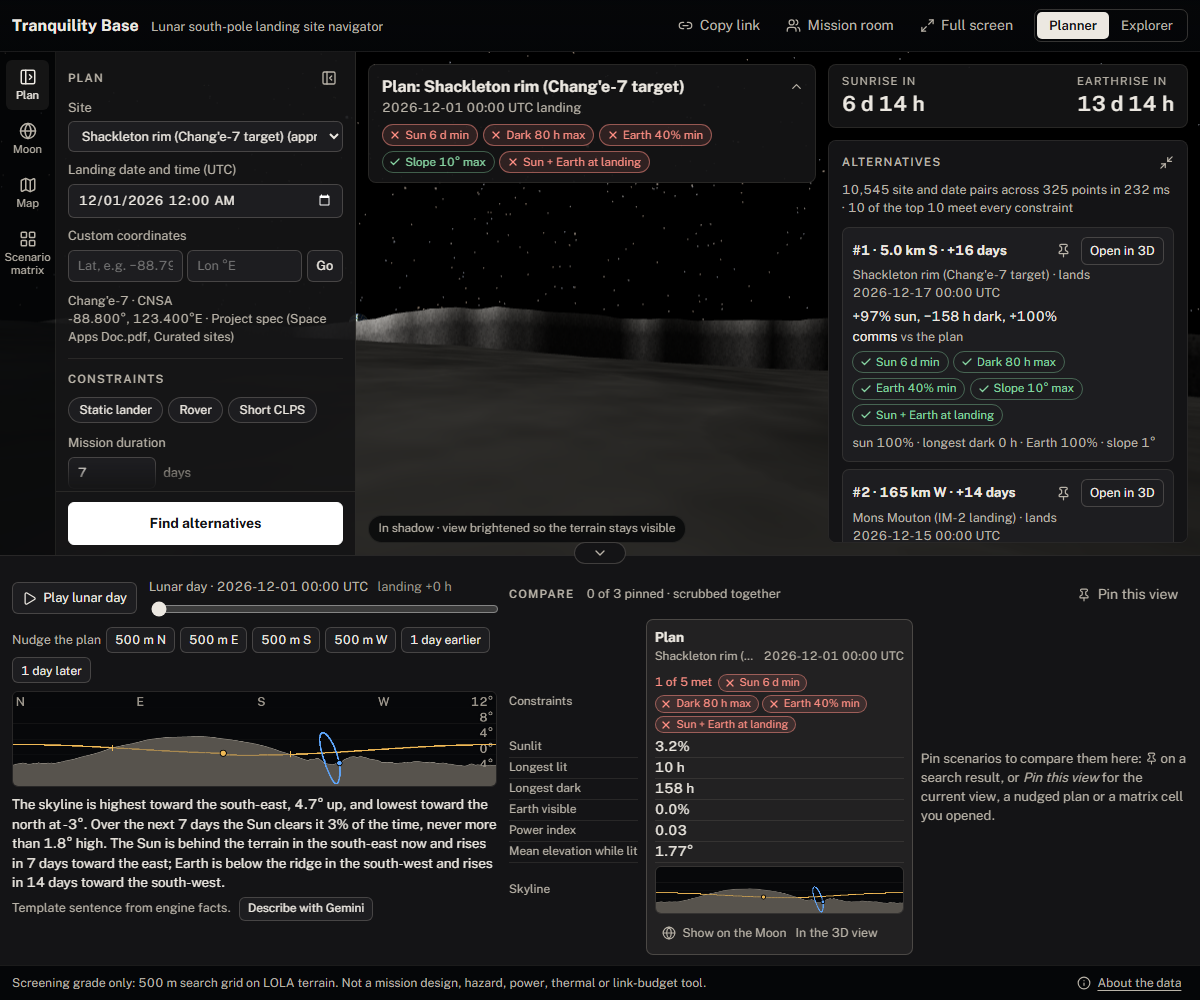 Tranquility Base Lunar south-pole landing site navigator
Copy link Mission room Full screen Planner Explorer
Plan
Moon
Map
Scenario
matrix
PLAN
Site
Shackleton rim (Chang'e-7 target) (appr
Landing date and time (UTC)
12/01/2026 12:00 AM
Custom coordinates
Lat, e.g. -88.79 Lon °E Go
Chang'e-7 · CNSA
-88.800°, 123.400°E · Project spec (Space
Apps Doc.pdf, Curated sites)
CONSTRAINTS
Static lander Rover Short CLPS
Mission duration
7 days
Find alternatives
Plan: Shackleton rim (Chang'e-7 target)
2026-12-01 00:00 UTC landing
Sun 6 d min Dark 80 h max Earth 40% min
Slope 10° max Sun + Earth at landing
In shadow · view brightened so the terrain stays visible
SUNRISE IN EARTHRISE IN
6 d 14 h 13 d 14 h
ALTERNATIVES
10,545 site and date pairs across 325 points in 232 ms
· 10 of the top 10 meet every constraint
#1 · 5.0 km S · +16 days Open in 3D
Shackleton rim (Chang'e-7 target) · lands
2026-12-17 00:00 UTC
+97% sun, −158 h dark, +100%
comms vs the plan
Sun 6 d min Dark 80 h max
Earth 40% min Slope 10° max
Sun + Earth at landing
sun 100% · longest dark 0 h · Earth 100% · slope 1°
#2 · 165 km W · +14 days Open in 3D
Mons Mouton (IM-2 landing) · lands
2026-12-15 00:00 UTC
Play lunar day Lunar day · 2026-12-01 00:00 UTC landing +0 h
Nudge the plan 500 m N 500 m E 500 m S 500 m W 1 day earlier
1 day later
N E S W 12°
8°
4°
0°
4°
The skyline is highest toward the south-east, 4.7° up, and lowest toward the
north at -3°. Over the next 7 days the Sun clears it 3% of the time, never more
than 1.8° high. The Sun is behind the terrain in the south-east now and rises
in 7 days toward the east; Earth is below the ridge in the south-west and rises
in 14 days toward the south-west.
Template sentence from engine facts. Describe with Gemini
COMPARE 0 of 3 pinned · scrubbed together Pin this view
Plan
Shackleton rim (... 2026-12-01 00:00 UTC
Constraints 1 of 5 met Sun 6 d min
Dark 80 h max Earth 40% min
Sun + Earth at landing
Sunlit 3.2%
Longest lit 10 h
Longest dark 158 h
Earth visible 0.0%
Power index 0.03
Mean elevation while lit 1.77°
Skyline
Show on the Moon In the 3D view
Pin scenarios to compare them here: on a
search result, or Pin this view for the
current view, a nudged plan or a matrix cell
you opened.
Screening grade only: 500 m search grid on LOLA terrain. Not a mission design, hazard, power, thermal or link-budget tool. About the data